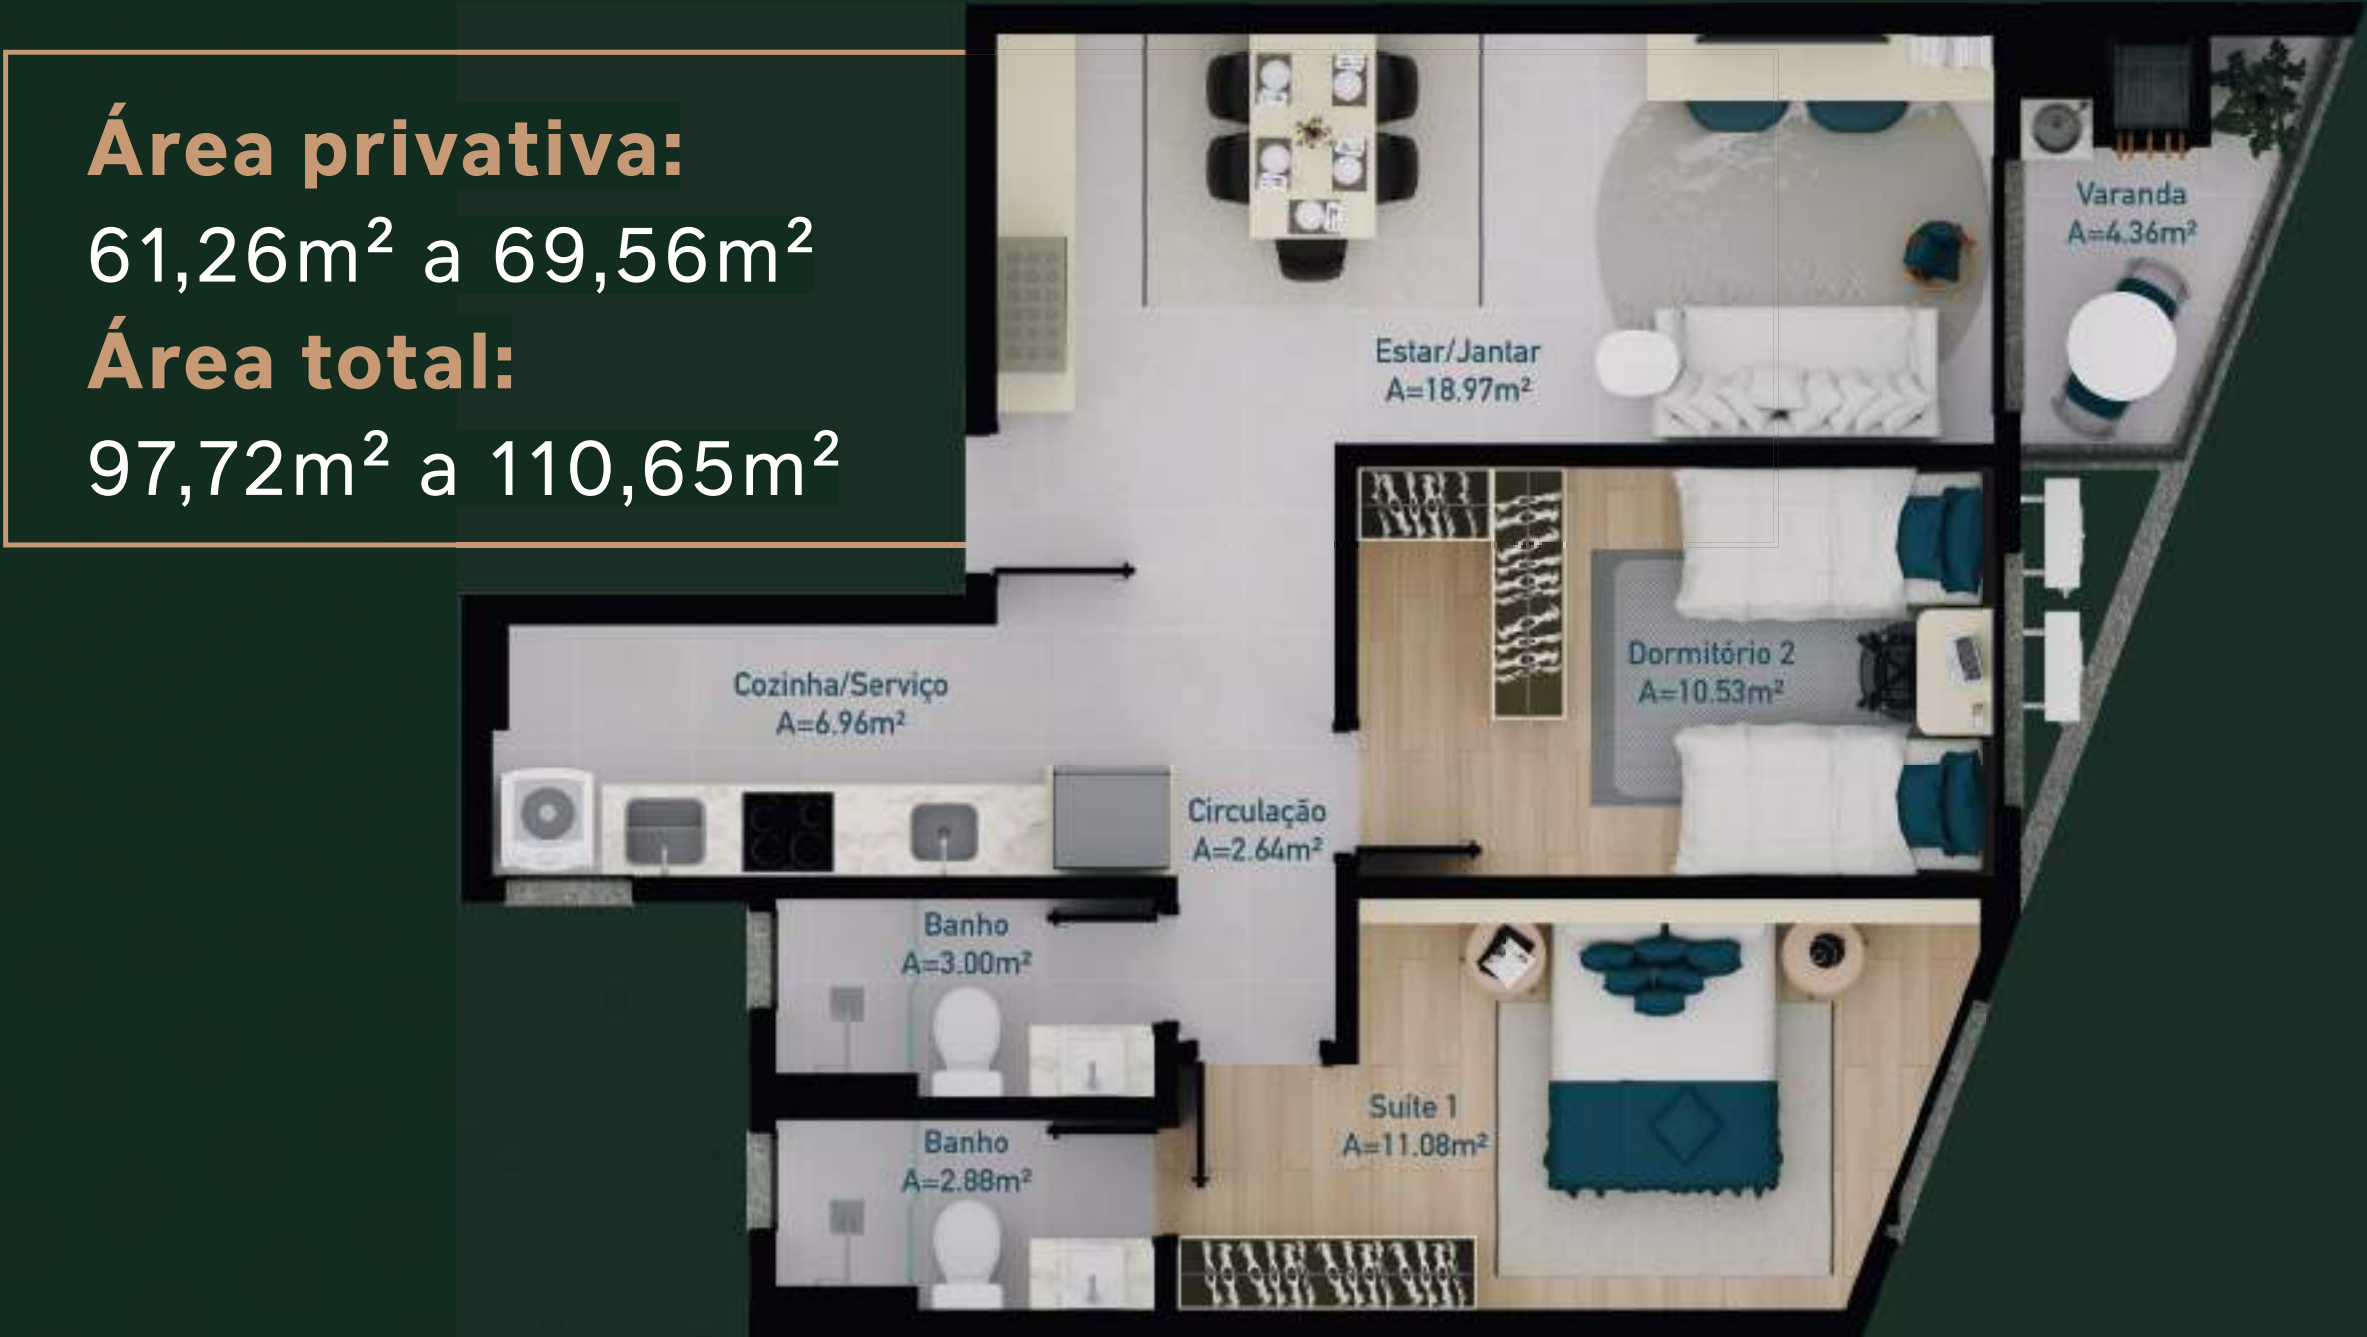 Área privativa:
61,26m² a 69,56m²
Área total:
97,72m² a 110,65m²
Varanda
A=4.36m²
Estar/Jantar
A=18.97m²
Dormitório 2
A=10.53m²
Cozinha/Serviço
A=6.96m²
Circulação
A=2.64m²
Banho
A=3.00m²
Suíte 1
A=11.08m²
Banho
A=2.88m²